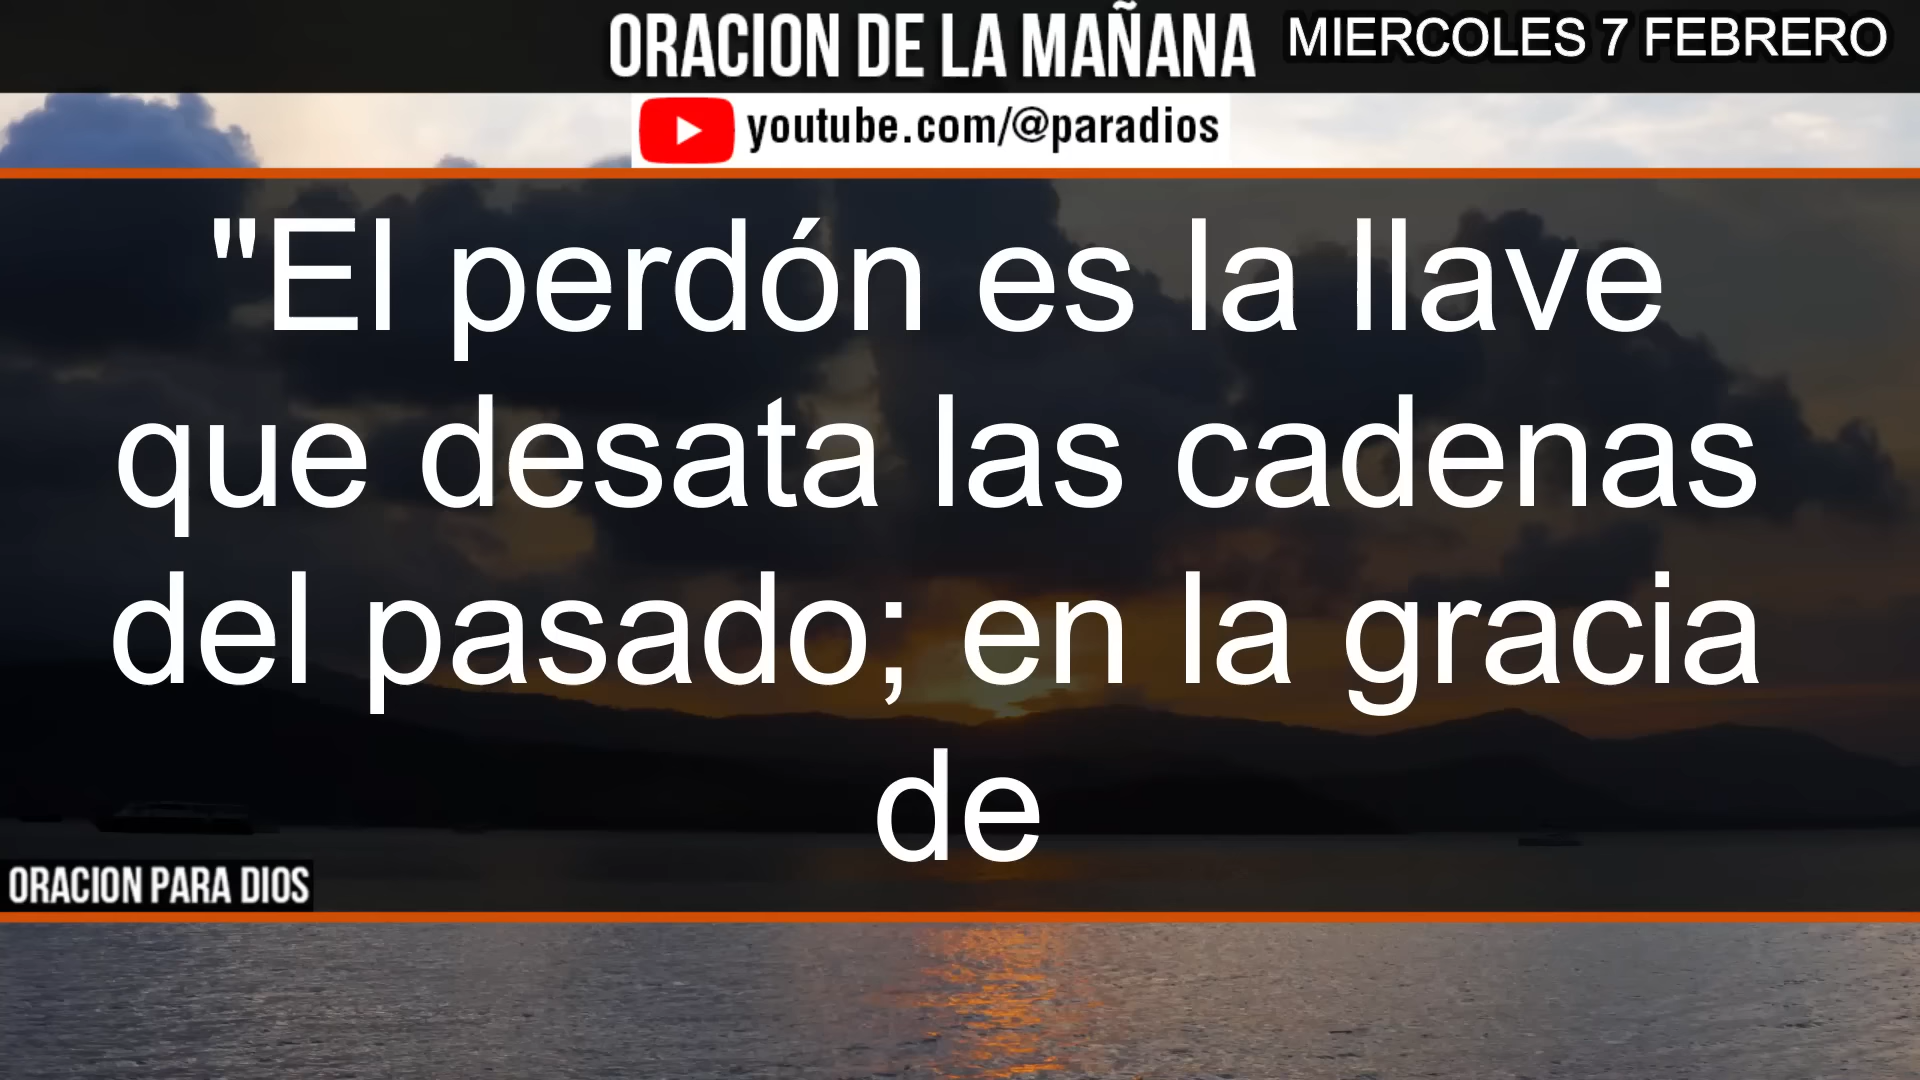 ORACION DE LA MAÑANA
MIERCOLES 7 FEBRERO
youtube.com/@paradios
"El perdón es la llave
que desata las cadenas
del pasado; en la gracia
de
ORACION PARA DIOS